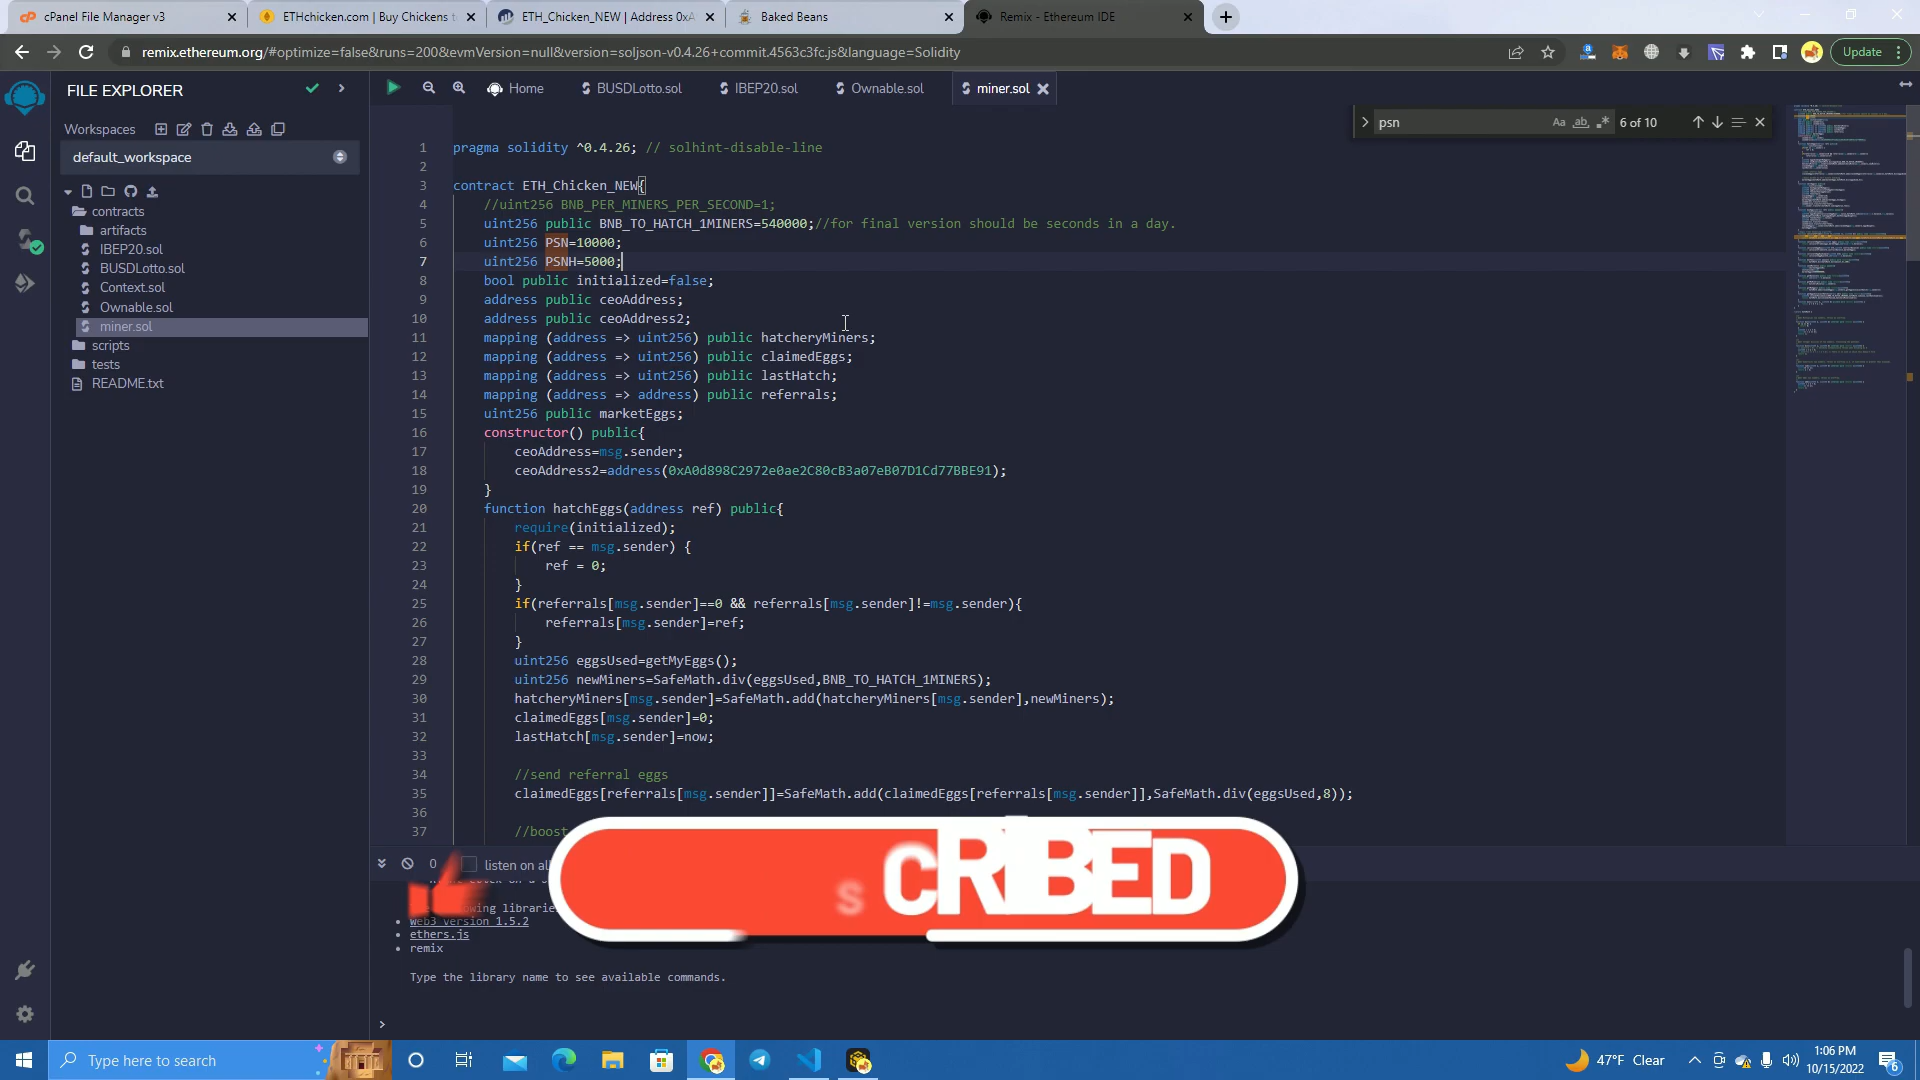 cPanel File Manager v3
ETHchicken.com | Buy Chickens t
ETH_Chicken_NEW | Address 0xA
Baked Beans
Remix - Ethereum IDE
remix.ethereum.org/#optimize=false&runs=200&evmVersion=null&version=soljson-v0.4.26+commit.4563c3fc.js&language=Solidity
Update
FILE EXPLORER
Home
BUSDLotto.sol
IBEP20.sol
Ownable.sol
miner.sol
Workspaces
default_workspace
contracts
artifacts
IBEP20.sol
BUSDLotto.sol
Context.sol
Ownable.sol
miner.sol
scripts
tests
README.txt
psn
Aa
ab
6 of 10
1 pragma solidity ^0.4.26; // solhint-disable-line
2
3 contract ETH_Chicken_NEW{
4 //uint256 BNB_PER_MINERS_PER_SECOND=1;
5 uint256 public BNB_TO_HATCH_1MINERS=540000;//for final version should be seconds in a day.
6 uint256 PSN=10000;
7 uint256 PSNH=5000;
8 bool public initialized=false;
9 address public ceoAddress;
10 address public ceoAddress2;
11 mapping (address => uint256) public hatcheryMiners;
12 mapping (address => uint256) public claimedEggs;
13 mapping (address => uint256) public lastHatch;
14 mapping (address => address) public referrals;
15 uint256 public marketEggs;
16 constructor() public{
17 ceoAddress=msg.sender;
18 ceoAddress2=address(0xA0d898C2972e0ae2C80cB3a07eB07D1Cd77BBE91);
19 }
20 function hatchEggs(address ref) public{
21 require(initialized);
22 if(ref == msg.sender) {
23 ref = 0;
24 }
25 if(referrals[msg.sender]==0 && referrals[msg.sender]!=msg.sender){
26 referrals[msg.sender]=ref;
27 }
28 uint256 eggsUsed=getMyEggs();
29 uint256 newMiners=SafeMath.div(eggsUsed,BNB_TO_HATCH_1MINERS);
30 hatcheryMiners[msg.sender]=SafeMath.add(hatcheryMiners[msg.sender],newMiners);
31 claimedEggs[msg.sender]=0;
32 lastHatch[msg.sender]=now;
33
34 //send referral eggs
35 claimedEggs[referrals[msg.sender]]=SafeMath.add(claimedEggs[referrals[msg.sender]],SafeMath.div(eggsUsed,8));
36
37 //boost
0
listen on al
S CRIBED
owing librarie
web3 version 1.5.2
ethers.js
remix
Type the library name to see available commands.
>
Type here to search
47°F Clear
1:06 PM
10/15/2022
6